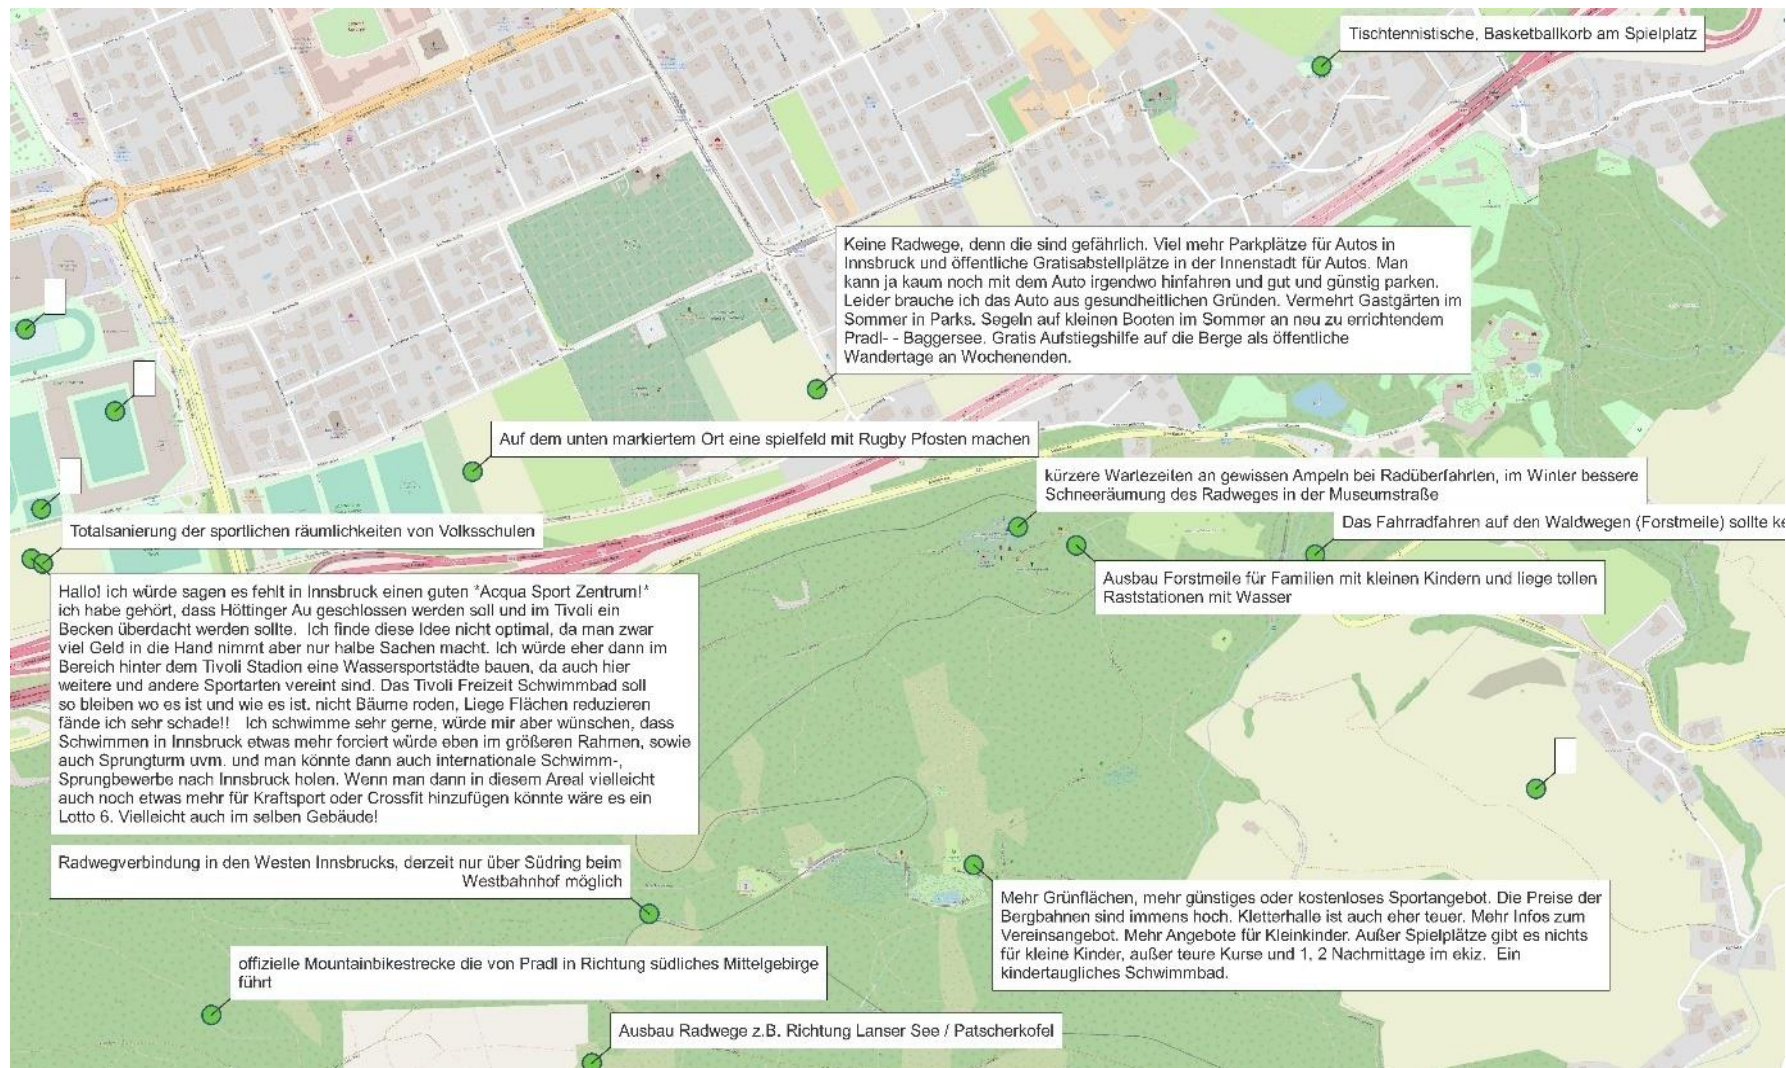 Tischtennistische, Basketballkorb am Spielplatz
Keine Radwege, denn die sind gefährlich. Viel mehr Parkplätze für Autos in
Innsbruck und öffentliche Gratisabstellplätze in der Innenstadt für Autos. Man
kann ja kaum noch mit dem Auto irgendwo hinfahren und gut und günstig parken.
Leider brauche ich das Auto aus gesundheitlichen Gründen. Vermehrt Gastgärten im
Sommer in Parks. Segeln auf kleinen Booten im Sommer an neu zu errichtendem
Pradl- - Baggersee. Gratis Aufstiegshilfe auf die Berge als öffentliche
Wandertage an Wochenenden.
Auf dem unten markiertem Ort eine spielfeld mit Rugby Pfosten machen
kürzere Wartezeiten an gewissen Ampeln bei Radüberfahrten, im Winter bessere
Schneeräumung des Radweges in der Museumstraße
Das Fahrradfahren auf den Waldwegen (Forstmeile) sollte ke
Totalsanierung der sportlichen räumlichkeiten von Volksschulen
Ausbau Forstmeile für Familien mit kleinen Kindern und liege tollen
Raststationen mit Wasser
Hallo! ich würde sagen es fehlt in Innsbruck einen guten "Acqua Sport Zentrum!"
ich habe gehört, dass Höttinger Au geschlossen werden soll und im Tivoli ein
Becken überdacht werden sollte. Ich finde diese Idee nicht optimal, da man zwar
viel Geld in die Hand nimmt aber nur halbe Sachen macht. Ich würde eher dann im
Bereich hinter dem Tivoli Stadion eine Wassersportstädte bauen, da auch hier
weitere und andere Sportarten vereint sind. Das Tivoli Freizeit Schwimmbad soll
so bleiben wo es ist und wie es ist. nicht Bäume roden, Liege Flächen reduzieren
fände ich sehr schade!! Ich schwimme sehr gerne, würde mir aber wünschen, dass
Schwimmen in Innsbruck etwas mehr forciert würde eben im größeren Rahmen, sowie
auch Sprungturm uvm. und man könnte dann auch internationale Schwimm-,
Sprungbewerbe nach Innsbruck holen. Wenn man dann in diesem Areal vielleicht
auch noch etwas mehr für Kraftsport oder Crossfit hinzufügen könnte wäre es ein
Lotto 6. Vielleicht auch im selben Gebäude!
Radwegverbindung in den Westen Innsbrucks, derzeit nur über Südring beim
Westbahnhof möglich
Mehr Grünflächen, mehr günstiges oder kostenloses Sportangebot. Die Preise der
Bergbahnen sind immens hoch. Kletterhalle ist auch eher teuer. Mehr Infos zum
Vereinsangebot. Mehr Angebote für Kleinkinder. Außer Spielplätze gibt es nichts
für kleine Kinder, außer teure Kurse und 1, 2 Nachmittage im ekiz. Ein
kindertaugliches Schwimmbad.
offizielle Mountainbikestrecke die von Pradl in Richtung südliches Mittelgebirge
führt
Ausbau Radwege z.B. Richtung Lanser See / Patscherkofel